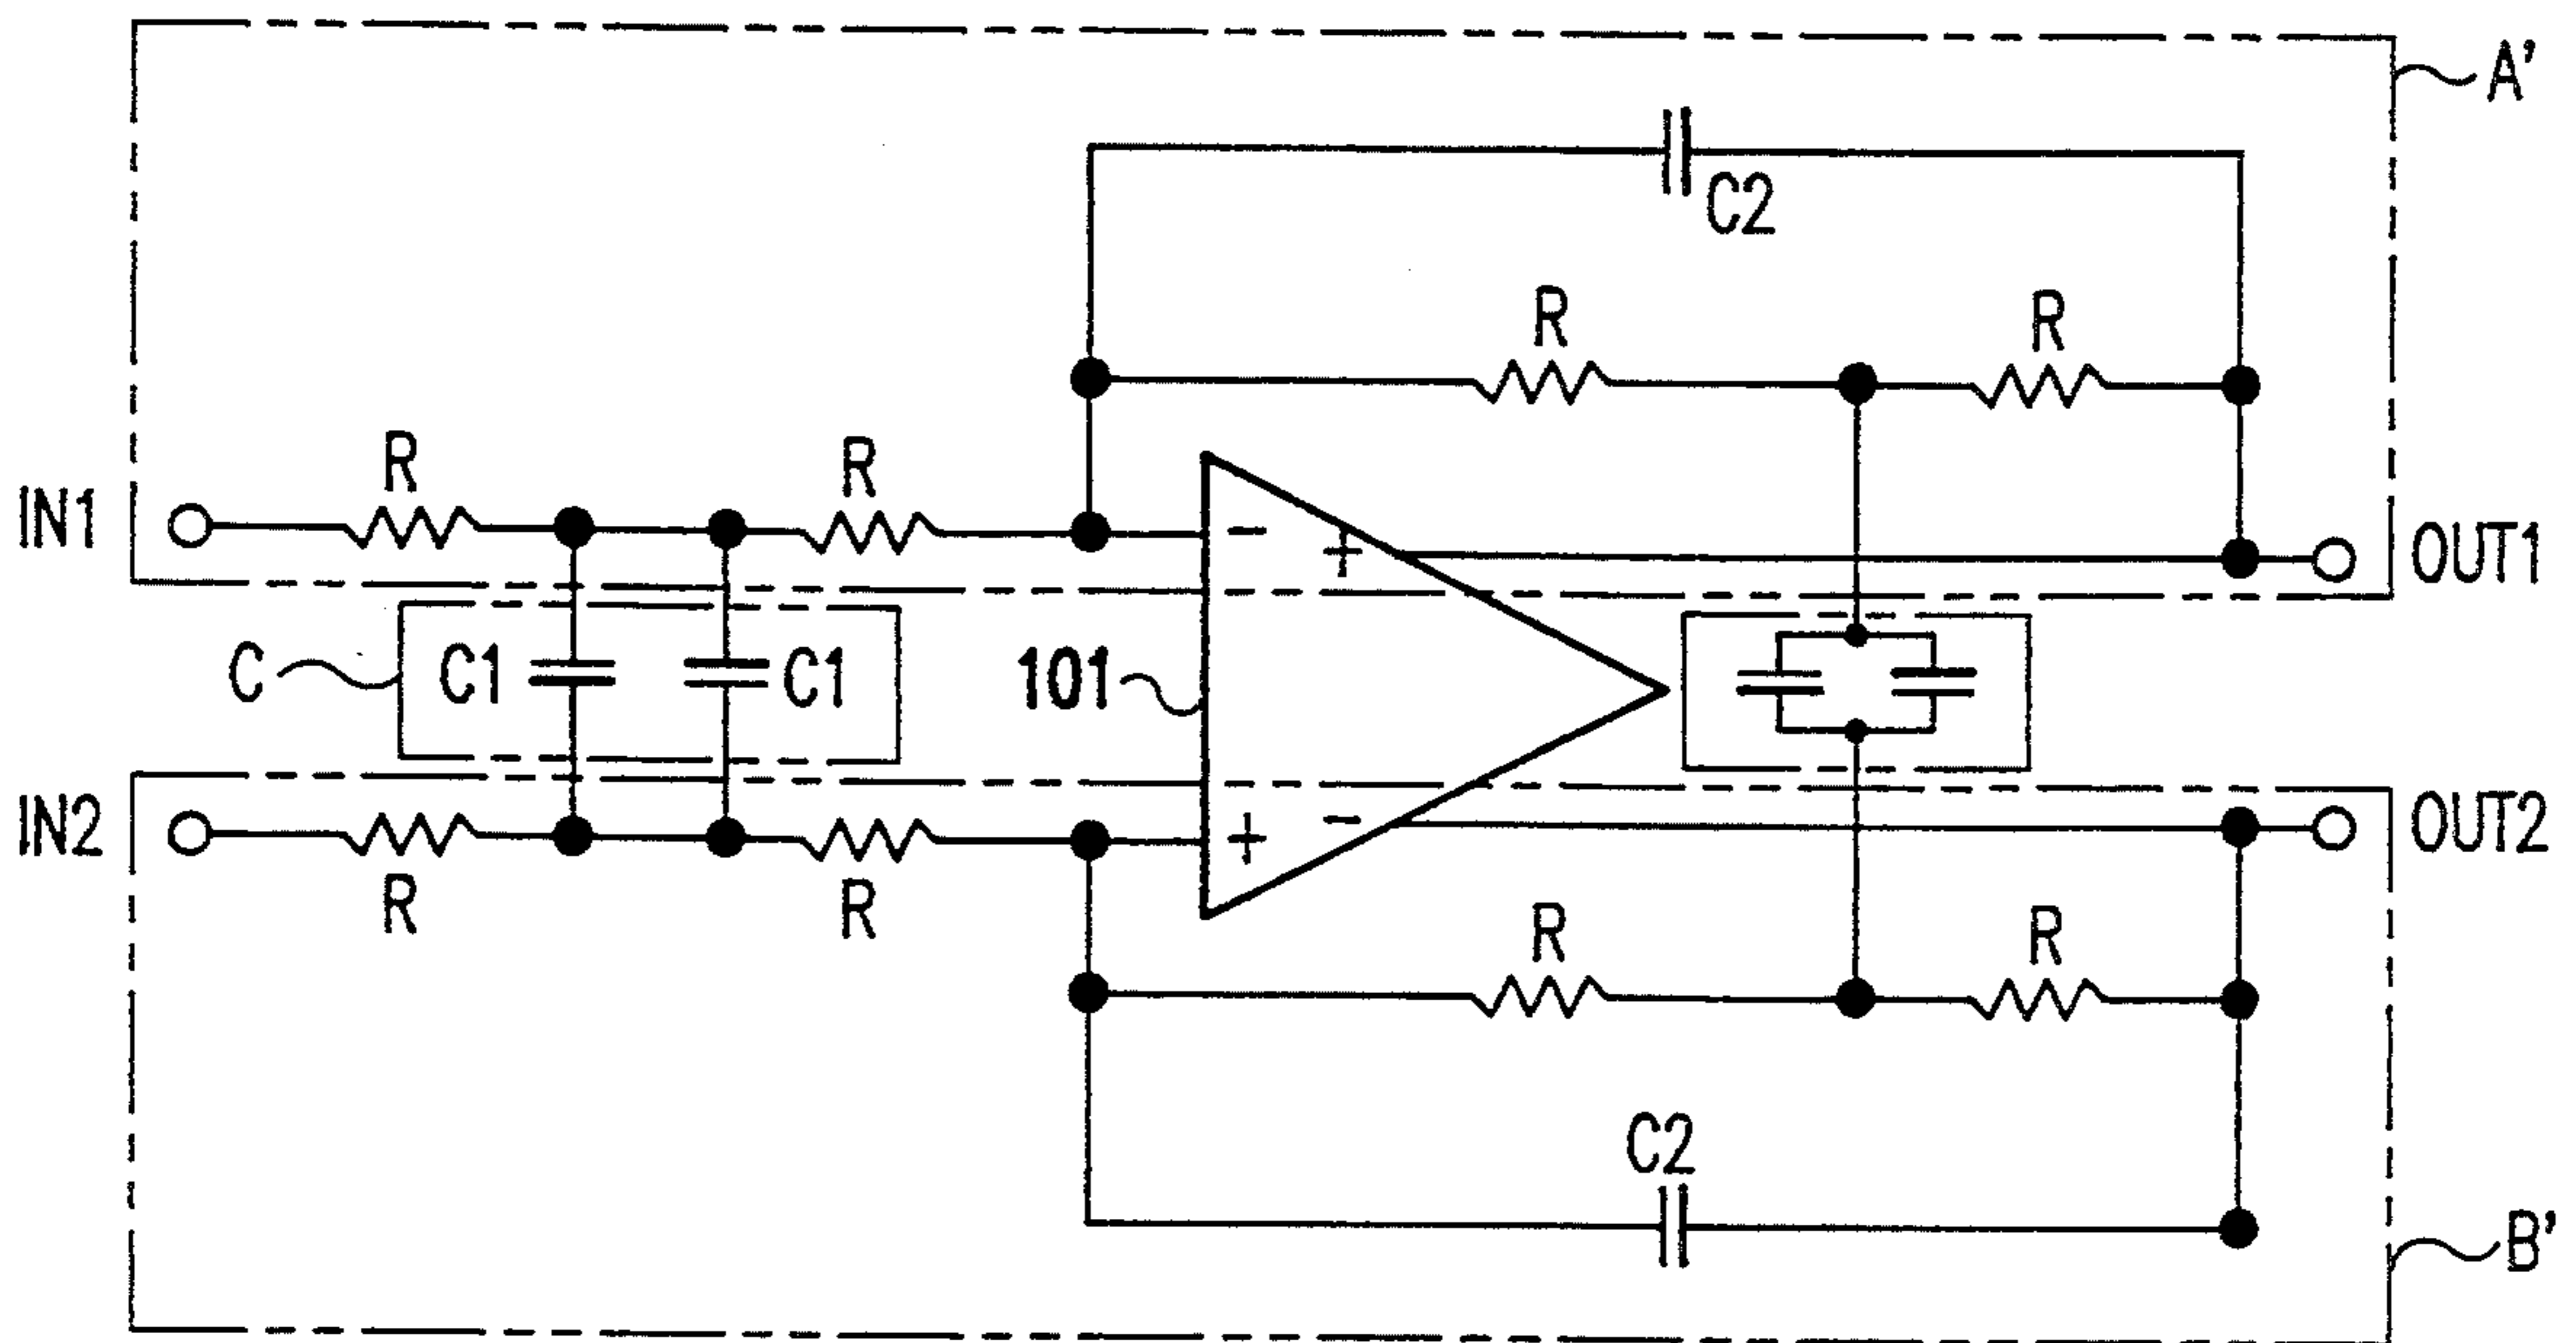 A'
C2
R
R
R
R
IN1
OUT1
- +
C
C1
C1
101
IN2
OUT2
+ -
R
R
R
R
C2
B'